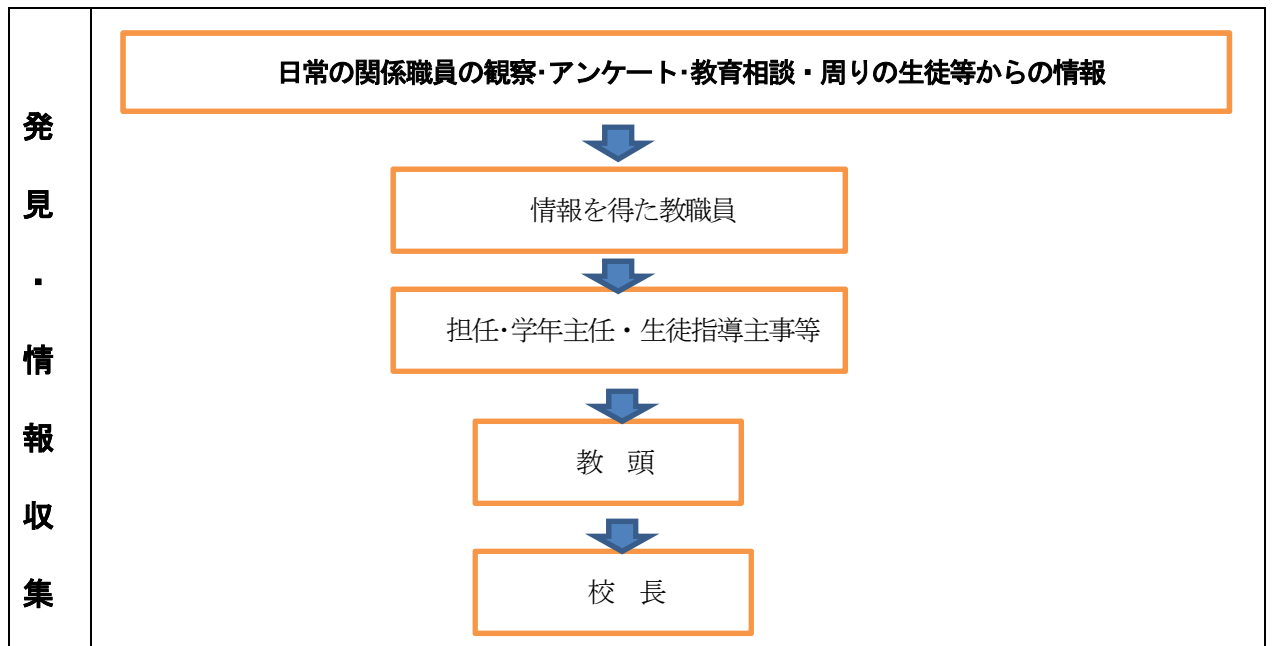 発見・情報収集
日常の関係職員の観察･アンケート･教育相談・周りの生徒等からの情報
情報を得た教職員
担任･学年主任・生徒指導主事等
教　頭
校　長